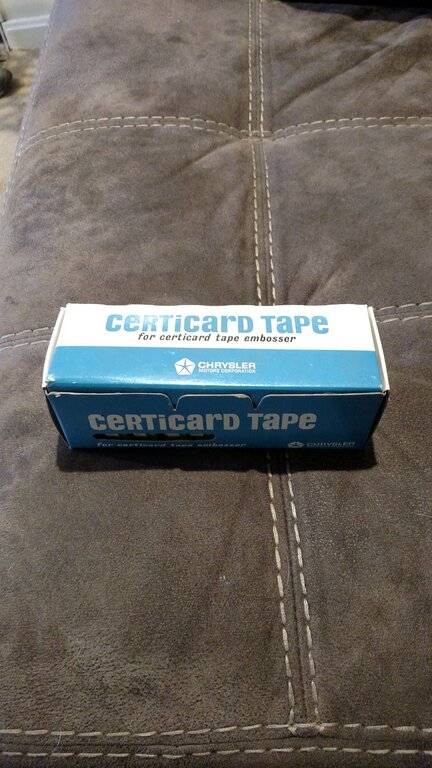 CERTiCARD TAPE
for certicard tape embosser
CHRYSLER
MOTORS CORPORATION
CERTiCARD TAPE
for certicard tape embosser
CHRYSLER